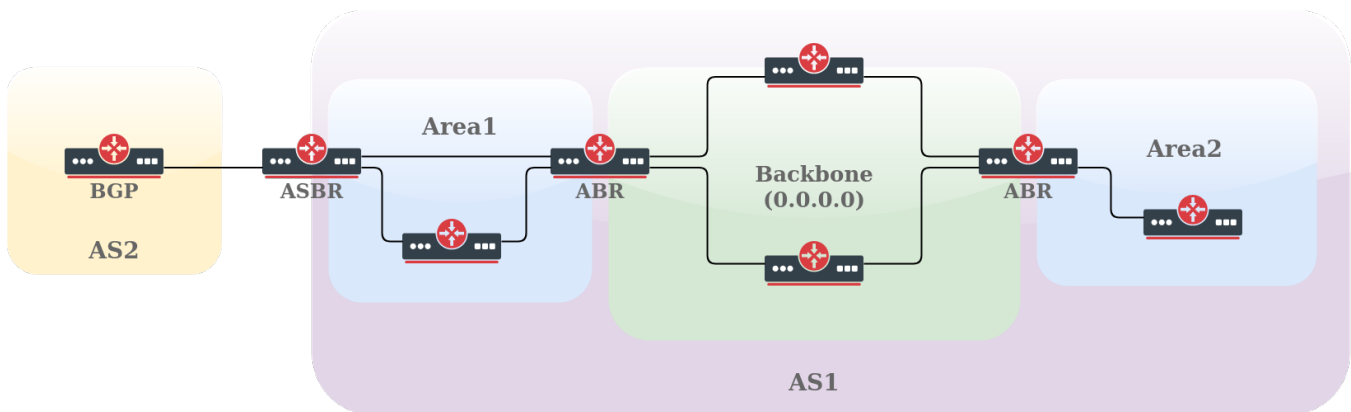 Area1
Area2
Backbone
(0.0.0.0)
BGP
ASBR
ABR
ABR
AS2
AS1